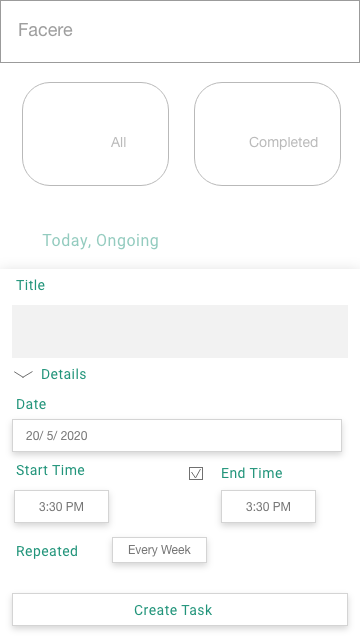 Facere
All
Completed
Today, Ongoing
Title
Details
Date
20/ 5/ 2020
Start Time
End Time
3:30 PM
3:30 PM
Repeated
Every Week
Create Task